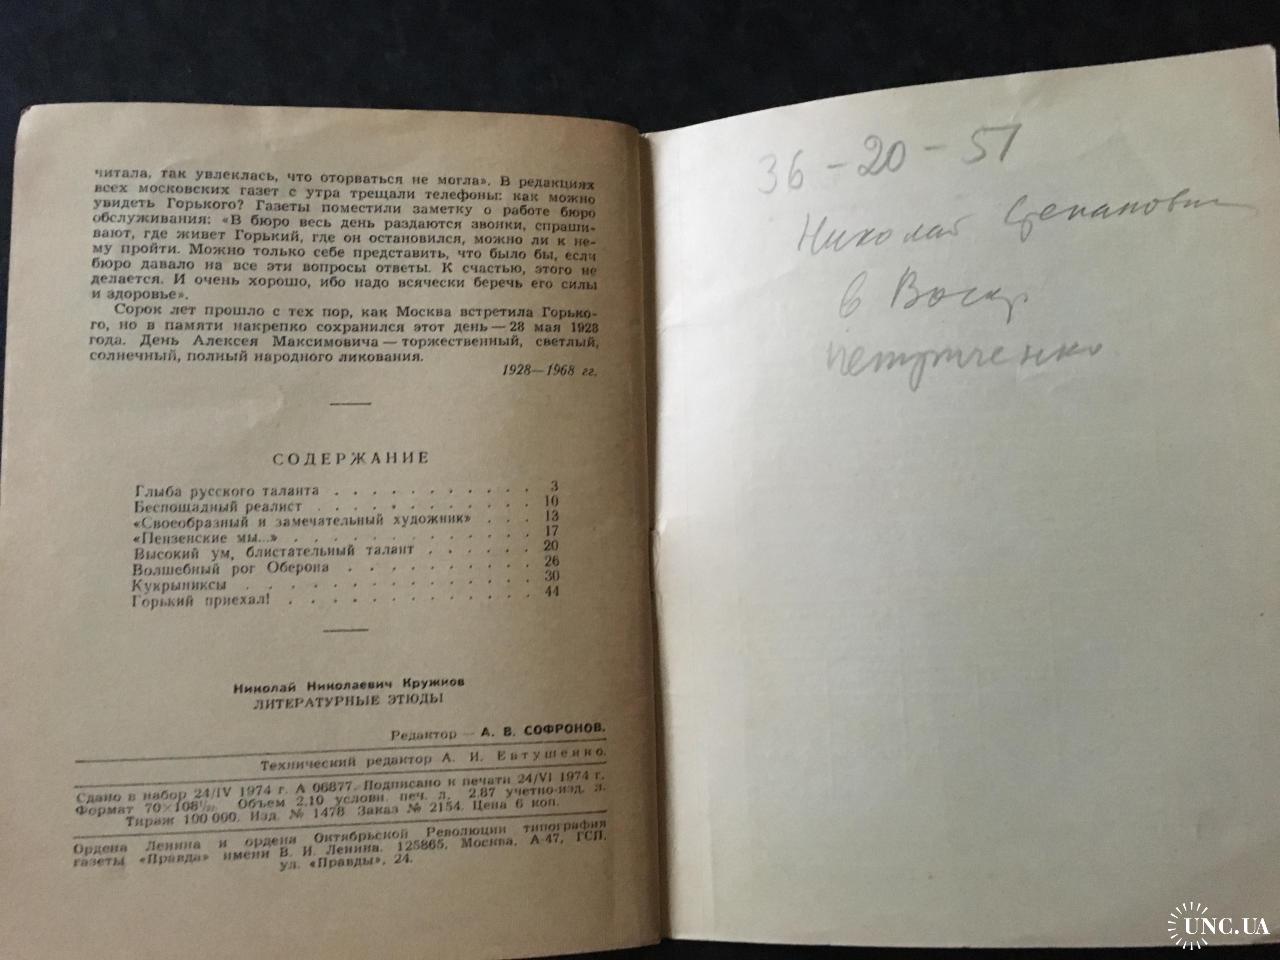 читала, так увлеклась, что оторваться не могла». В редакциях
всех московских газет с утра трещали телефоны: как можно
увидеть Горького? Газеты поместили заметку о работе бюро
обслуживания: «В бюро весь день раздаются звонки, спраши-
вают, где живет Горький, где он остановился, можно ли к не-
му пройти. Можно только себе представить, что было бы, если
бюро давало на все эти вопросы ответы. К счастью, этого не
делается. И очень хорошо, ибо надо всячески беречь его силы
и здоровье».
Сорок лет прошло с тех пор, как Москва встретила Горько-
го, но в памяти накрепко сохранился этот день — 28 мая 1928
года. День Алексея Максимовича — торжественный, светлый,
солнечный, полный народного ликования.
1928—1968 гг.
СОДЕРЖАНИЕ
Глыба русского таланта . . . . . . . . . . . 3
Беспощадный реалист . . . . . . . . . . . 10
«Своеобразный и замечательный художник» . . . 13
«Пензенские мы...» . . . . . . . . . . . . . 17
Высокий ум, блистательный талант . . . . . . 20
Волшебный рог Оберона . . . . . . . . . . 26
Кукрыниксы . . . . . . . . . . . . . . . 30
Горький приехал! . . . . . . . . . . . . . 44
Николай Николаевич Кружков
ЛИТЕРАТУРНЫЕ ЭТЮДЫ
Редактор — А. В. СОФРОНОВ.
Технический редактор А. И. Евтушенко.
Сдано в набор 24/IV 1974 г. А 06877. Подписано к печати 24/VI 1974 г.
Формат 70×108 1/32. Объем 2,10 условн. печ. л. 2,87 учетно-изд. л.
Тираж 100 000. Изд. № 1478 Заказ № 2154. Цена 6 коп.
Ордена Ленина и ордена Октябрьской Революции типография
газеты «Правда» имени В. И. Ленина. 125865, Москва, А-47, ГСП,
ул. «Правды», 24.
36-20-51
Николай Степанович
в
UNC.UA